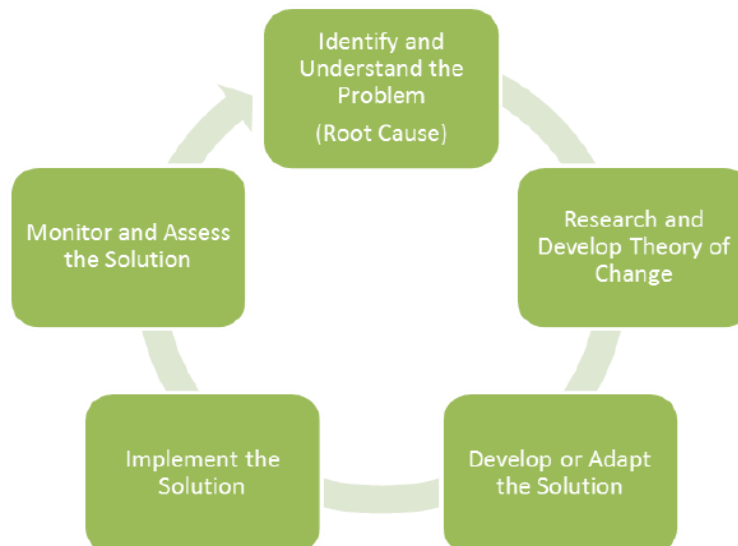 Identify and
Understand the
Problem
(Root Cause)
Research and
Develop Theory of
Change
Develop or Adapt
the Solution
Implement the
Solution
Monitor and Assess
the Solution